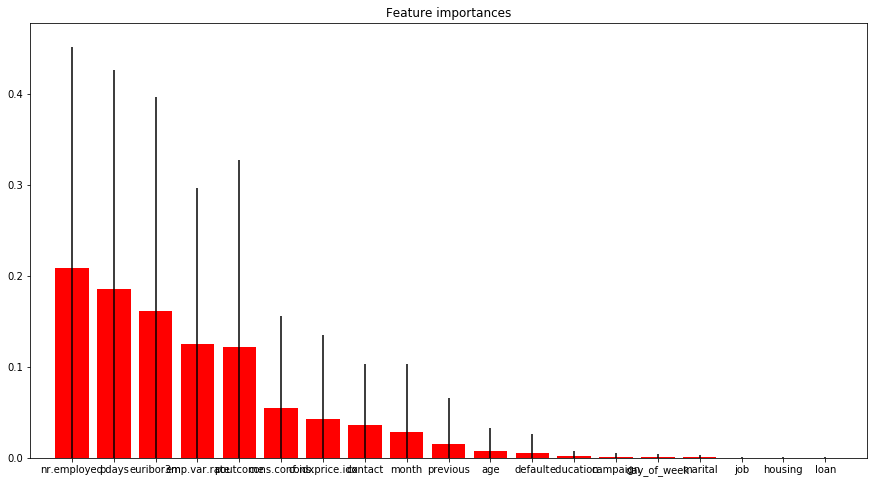 Feature importances
0.4
0.3
0.2
0.1
0.0
nr.employed pdays euribor3m emp.var.rate poutcome cons.conf.idx cons.price.idx contact month previous age default education campaign day_of_week marital job housing loan